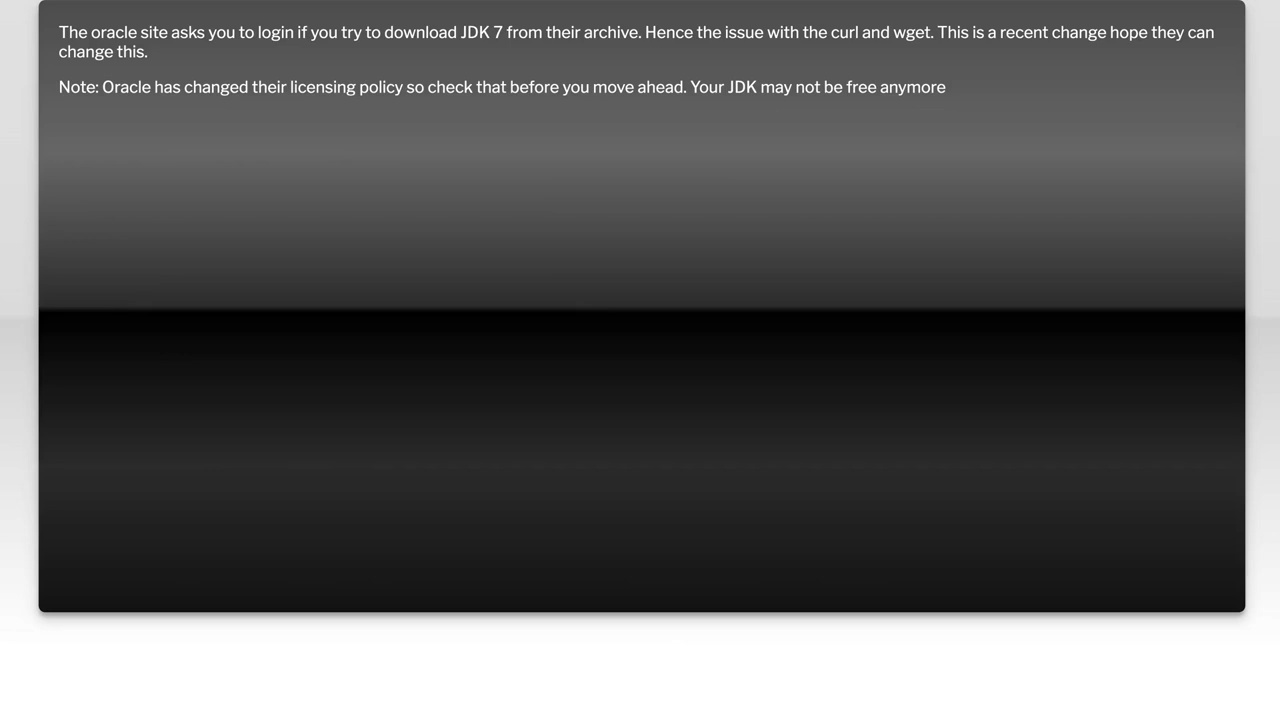 The oracle site asks you to login if you try to download JDK 7 from their archive. Hence the issue with the curl and wget. This is a recent change hope they can
change this.
Note: Oracle has changed their licensing policy so check that before you move ahead. Your JDK may not be free anymore